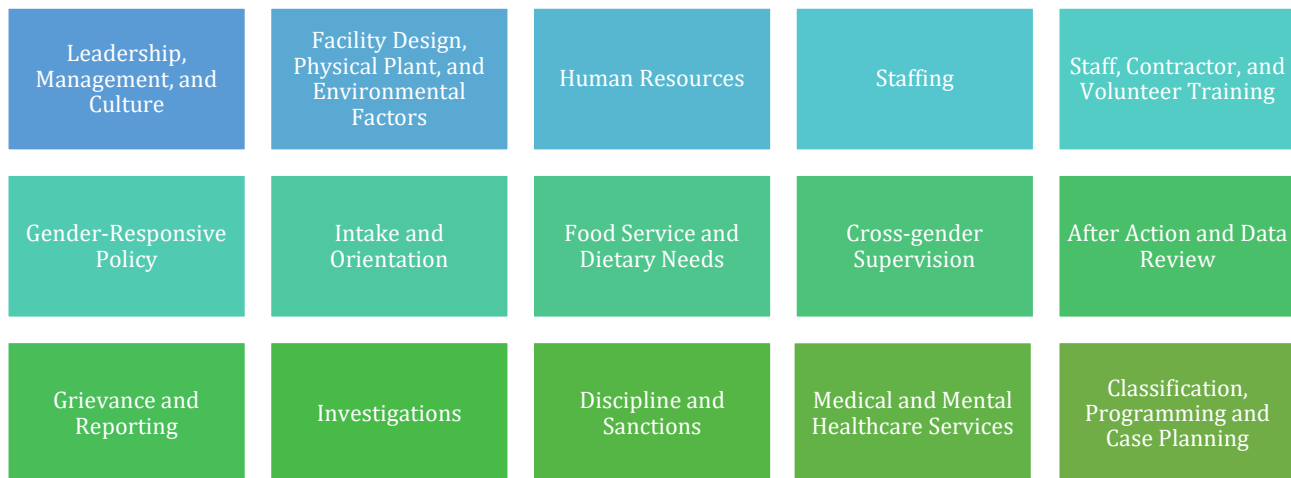 Leadership,
Management, and
Culture
Facility Design,
Physical Plant, and
Environmental
Factors
Human Resources
Staffing
Staff, Contractor, and
Volunteer Training
Gender-Responsive
Policy
Intake and
Orientation
Food Service and
Dietary Needs
Cross-gender
Supervision
After Action and Data
Review
Grievance and
Reporting
Investigations
Discipline and
Sanctions
Medical and Mental
Healthcare Services
Classification,
Programming and
Case Planning